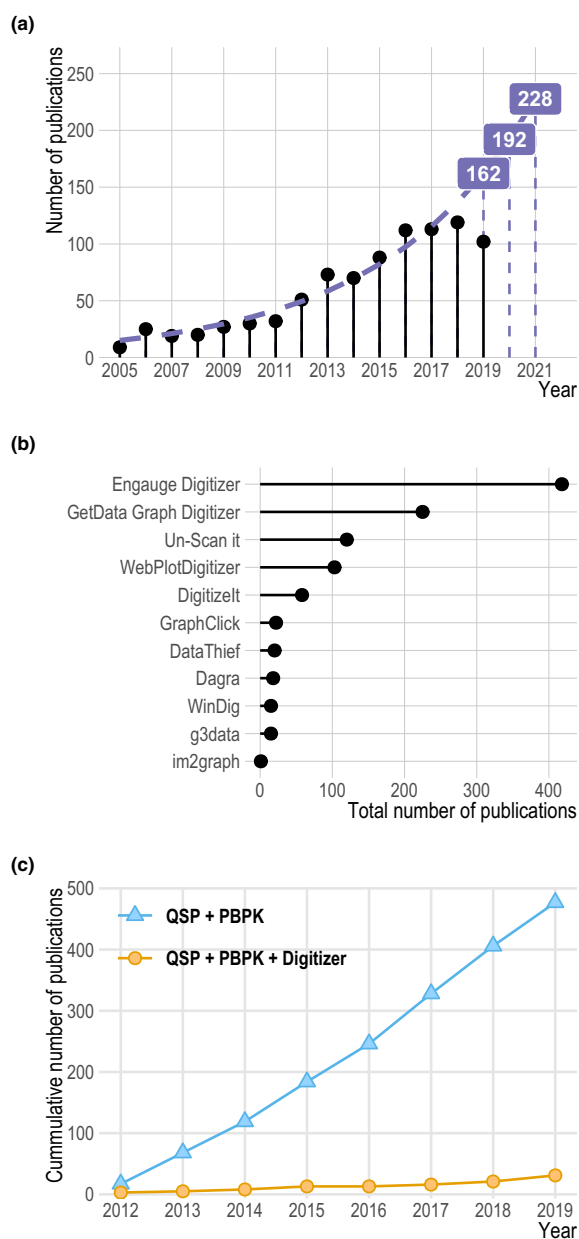 (a)
Number of publications
250
200
150
100
50
0
228
192
162
2005 2007 2009 2011 2013 2015 2017 2019 2021
Year
(b)
Engauge Digitizer
GetData Graph Digitizer
Un-Scan it
WebPlotDigitizer
DigitizeIt
GraphClick
DataThief
Dagra
WinDig
g3data
im2graph
0 100 200 300 400
Total number of publications
(c)
Cummulative number of publications
500
400
300
200
100
0
QSP + PBPK
QSP + PBPK + Digitizer
2012 2013 2014 2015 2016 2017 2018 2019
Year